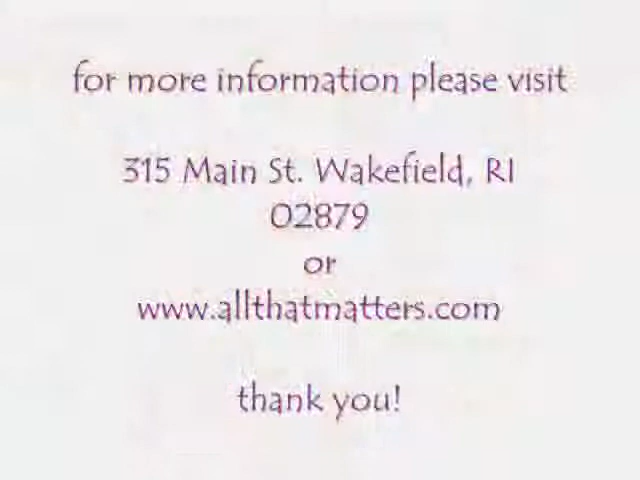 for more information please visit
315 Main St. Wakefield, RI
02879
or
www.allthatmatters.com
thank you!